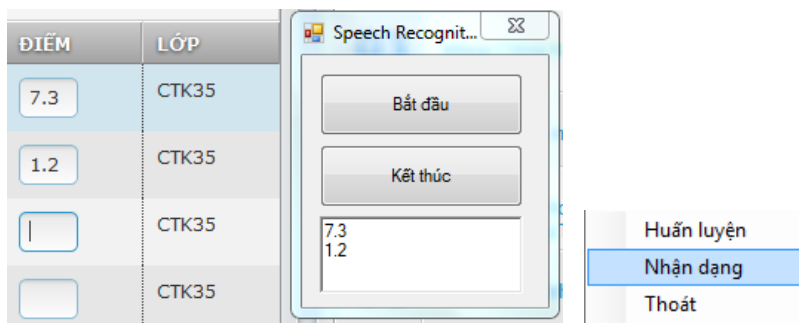 ĐIỂM LỚP
7.3 CTK35
1.2 CTK35
CTK35
CTK35
Speech Recognit...
Bắt đầu
Kết thúc
7.3
1.2
Huấn luyện
Nhận dạng
Thoát